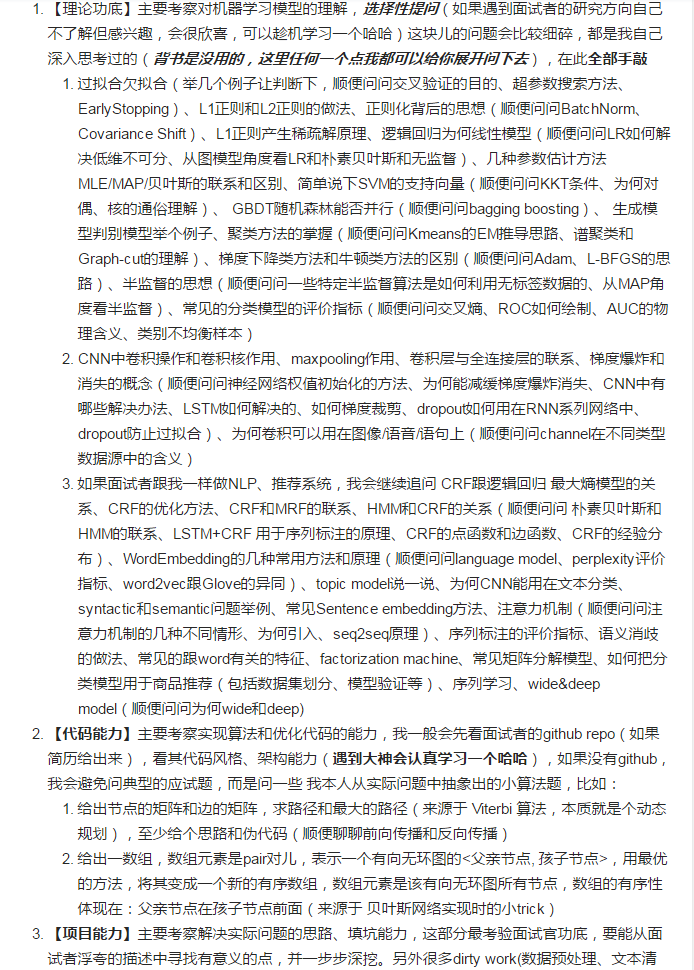 1. 【理论功底】主要考察对机器学习模型的理解，选择性提问（如果遇到面试者的研究方向自己
不了解但感兴趣，会很欣喜，可以趁机学习一个哈哈）这块儿的问题会比较细碎，都是我自己
深入思考过的（背书是没用的，这里任何一个点我都可以给你展开问下去），在此全部手敲
1. 过拟合欠拟合（举几个例子让判断下，顺便问问交叉验证的目的、超参数搜索方法、
EarlyStopping）、L1正则和L2正则的做法、正则化背后的思想（顺便问问BatchNorm、
Covariance Shift）、L1正则产生稀疏解原理、逻辑回归为何线性模型（顺便问问LR如何解
决低维不可分、从图模型角度看LR和朴素贝叶斯和无监督）、几种参数估计方法
MLE/MAP/贝叶斯的联系和区别、简单说下SVM的支持向量（顺便问问KKT条件、为何对
偶、核的通俗理解）、 GBDT随机森林能否并行（顺便问问bagging boosting）、 生成模
型判别模型举个例子、聚类方法的掌握（顺便问问Kmeans的EM推导思路、谱聚类和
Graph-cut的理解）、梯度下降类方法和牛顿类方法的区别（顺便问问Adam、L-BFGS的思
路）、半监督的思想（顺便问问一些特定半监督算法是如何利用无标签数据的、从MAP角
度看半监督）、常见的分类模型的评价指标（顺便问问交叉熵、ROC如何绘制、AUC的物
理含义、类别不均衡样本）
2. CNN中卷积操作和卷积核作用、maxpooling作用、卷积层与全连接层的联系、梯度爆炸和
消失的概念（顺便问问神经网络权值初始化的方法、为何能减缓梯度爆炸消失、CNN中有
哪些解决办法、LSTM如何解决的、如何梯度裁剪、dropout如何用在RNN系列网络中、
dropout防止过拟合）、为何卷积可以用在图像/语音/语句上（顺便问问channel在不同类型
数据源中的含义）
3. 如果面试者跟我一样做NLP、推荐系统，我会继续追问 CRF跟逻辑回归 最大熵模型的关
系、CRF的优化方法、CRF和MRF的联系、HMM和CRF的关系（顺便问问 朴素贝叶斯和
HMM的联系、LSTM+CRF 用于序列标注的原理、CRF的点函数和边函数、CRF的经验分
布）、WordEmbedding的几种常用方法和原理（顺便问问language model、perplexity评价
指标、word2vec跟Glove的异同）、topic model说一说、为何CNN能用在文本分类、
syntactic和semantic问题举例、常见Sentence embedding方法、注意力机制（顺便问问注
意力机制的几种不同情形、为何引入、seq2seq原理）、序列标注的评价指标、语义消歧
的做法、常见的跟word有关的特征、factorization machine、常见矩阵分解模型、如何把分
类模型用于商品推荐（包括数据集划分、模型验证等）、序列学习、wide&deep
model（顺便问问为何wide和deep)
2. 【代码能力】主要考察实现算法和优化代码的能力，我一般会先看面试者的github repo（如果
简历给出来），看其代码风格、架构能力（遇到大神会认真学习一个哈哈），如果没有github，
我会避免问典型的应试题，而是问一些 我本人从实际问题中抽象出的小算法题，比如：
1. 给出节点的矩阵和边的矩阵，求路径和最大的路径（来源于 Viterbi 算法，本质就是个动态
规划），至少给个思路和伪代码（顺便聊聊前向传播和反向传播）
2. 给出一数组，数组元素是pair对儿，表示一个有向无环图的<父亲节点, 孩子节点>，用最优
的方法，将其变成一个新的有序数组，数组元素是该有向无环图所有节点，数组的有序性
体现在：父亲节点在孩子节点前面（来源于 贝叶斯网络实现时的小trick）
3. 【项目能力】主要考察解决实际问题的思路、填坑能力，这部分最考验面试官功底，要能从面
试者浮夸的描述中寻找有意义的点，并一步步深挖。另外很多dirty work(数据预处理、文本清